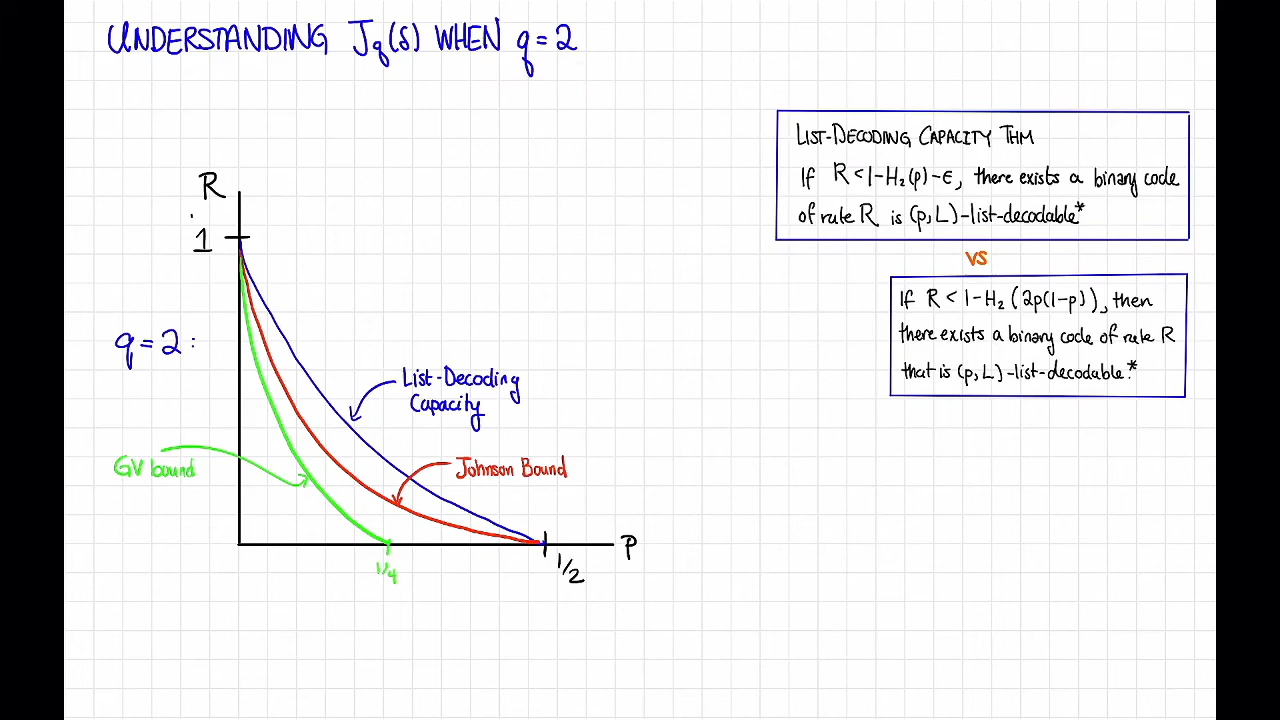 UNDERSTANDING J_q(δ) WHEN q=2
LIST-DECODING CAPACITY THM
If R < 1-H₂(p)-ϵ, there exists a binary code
of rate R is (p,L)-list-decodable*
VS
If R < 1-H₂(2p(1-p)), then
there exists a binary code of rate R
that is (p,L)-list-decodable.*
R
1
q=2:
List-Decoding
Capacity
GV bound
Johnson Bound
P
1/4
1/2